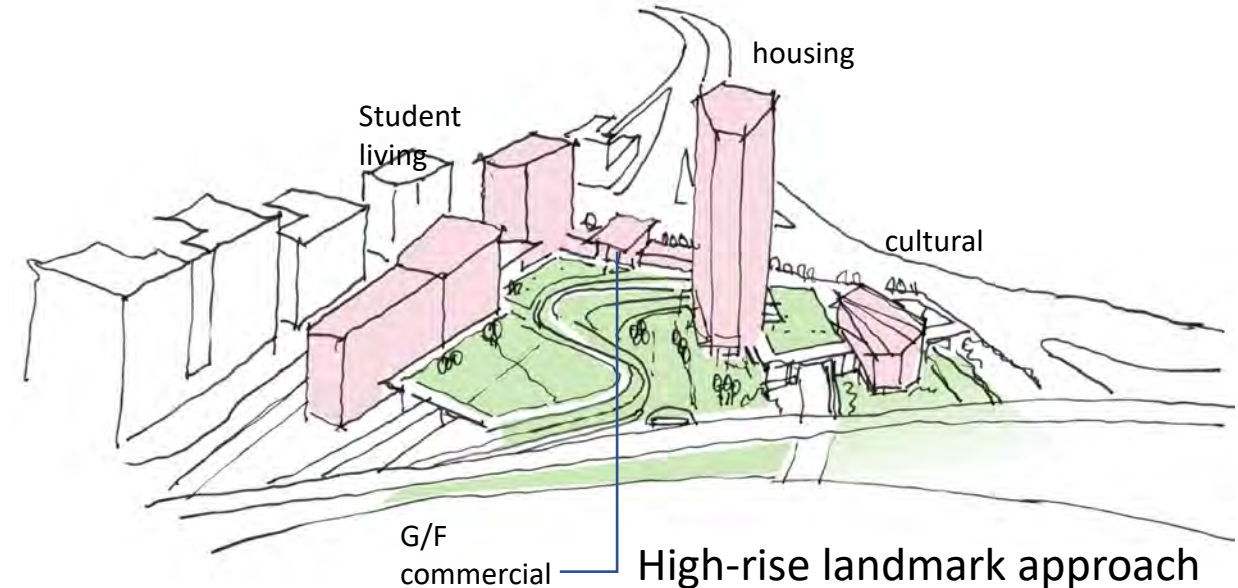 housing
Student
living
cultural
G/F
commercial
High-rise landmark approach